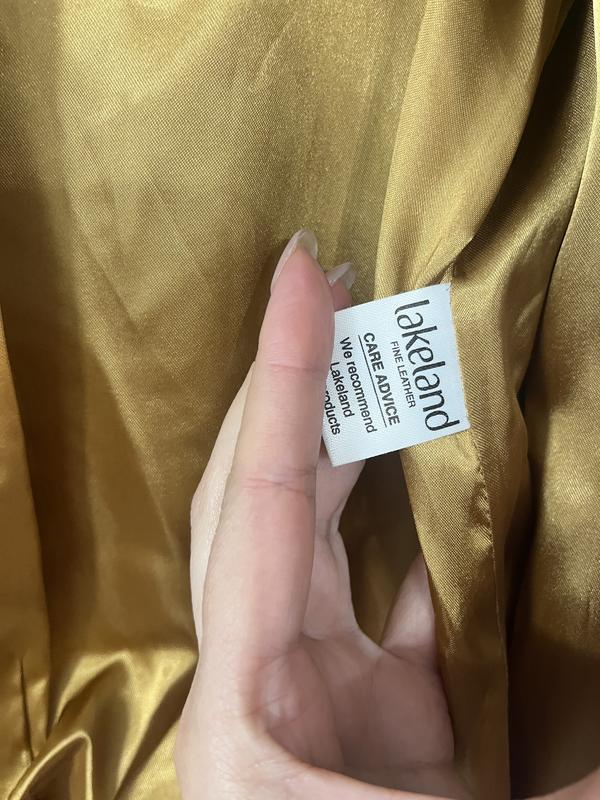 lakeland
FINE LEATHER
CARE ADVICE
We recommend
Lakeland